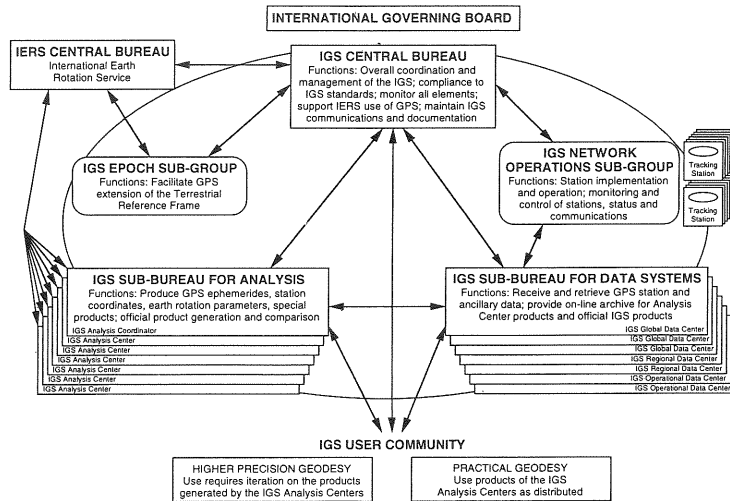 INTERNATIONAL GOVERNING BOARD
IERS CENTRAL BUREAU
International Earth
Rotation Service
IGS CENTRAL BUREAU
Functions: Overall coordination and
management of the IGS; compliance to
IGS standards; monitor all elements;
support IERS use of GPS; maintain IGS
communications and documentation
IGS EPOCH SUB-GROUP
Functions: Facilitate GPS
extension of the Terrestrial
Reference Frame
IGS NETWORK
OPERATIONS SUB-GROUP
Functions: Station implementation
and operation; monitoring and
control of stations, status and
communications
Tracking
Station
Tracking
Station
IGS SUB-BUREAU FOR ANALYSIS
Functions: Produce GPS ephemerides, station
coordinates, earth rotation parameters, special
products; official product generation and comparison
IGS Analysis Coordinator
IGS Analysis Center
IGS Analysis Center
IGS Analysis Center
IGS Analysis Center
IGS Analysis Center
IGS SUB-BUREAU FOR DATA SYSTEMS
Functions: Receive and retrieve GPS station and
ancillary data; provide on-line archive for Analysis
Center products and official IGS products
IGS Global Data Center
IGS Global Data Center
IGS Global Data Center
IGS Regional Data Center
IGS Regional Data Center
IGS Operational Data Center
IGS Operational Data Center
IGS USER COMMUNITY
HIGHER PRECISION GEODESY
Use requires iteration on the products
generated by the IGS Analysis Centers
PRACTICAL GEODESY
Use products of the IGS
Analysis Centers as distributed